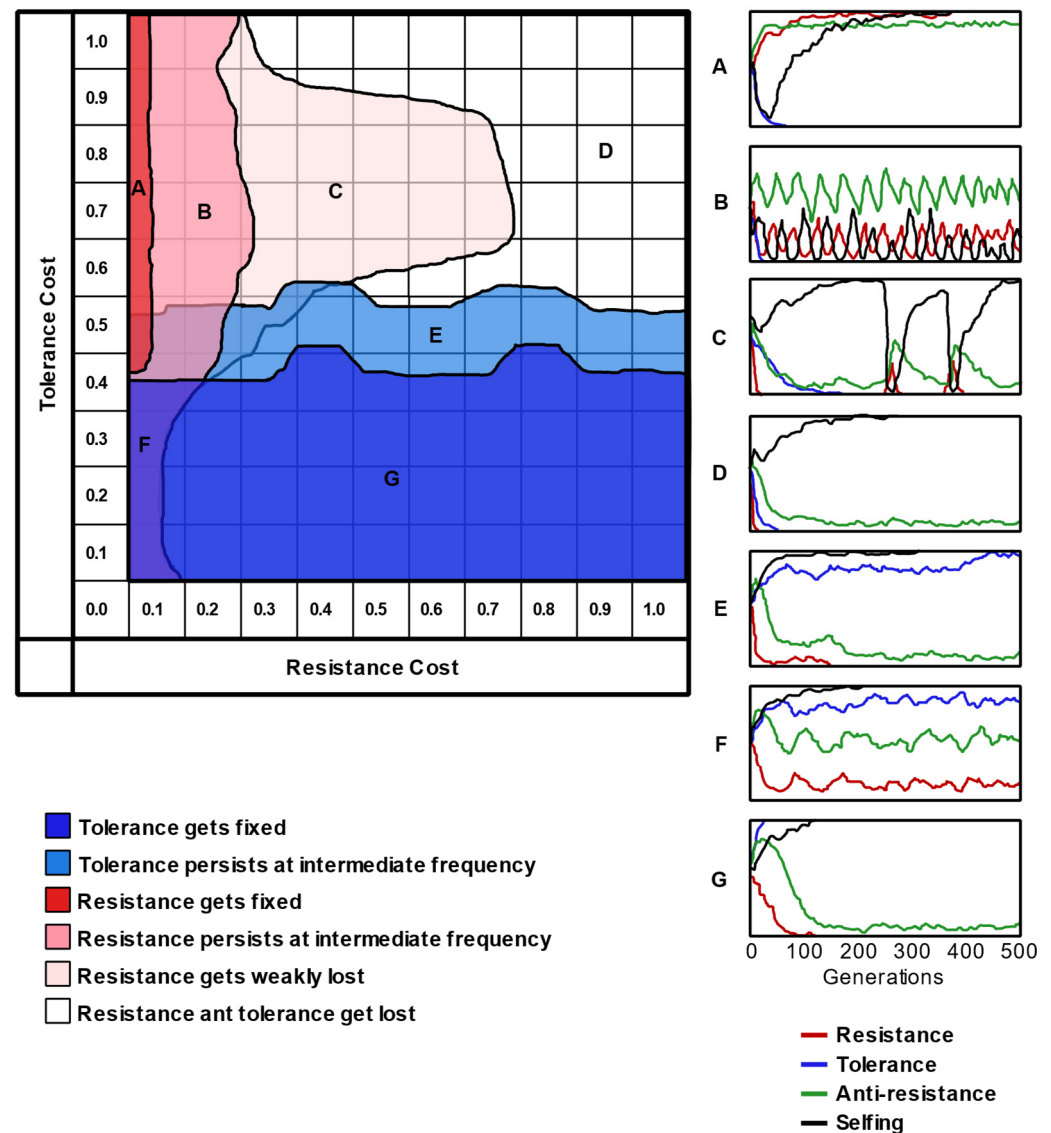 Tolerance Cost
1.0
0.9
0.8
0.7
0.6
0.5
0.4
0.3
0.2
0.1
0.0 0.1 0.2 0.3 0.4 0.5 0.6 0.7 0.8 0.9 1.0
Resistance Cost
A
B
C
D
E
F
G
Tolerance gets fixed
Tolerance persists at intermediate frequency
Resistance gets fixed
Resistance persists at intermediate frequency
Resistance gets weakly lost
Resistance ant tolerance get lost
A
B
C
D
E
F
G
0 100 200 300 400 500
Generations
Resistance
Tolerance
Anti-resistance
Selfing